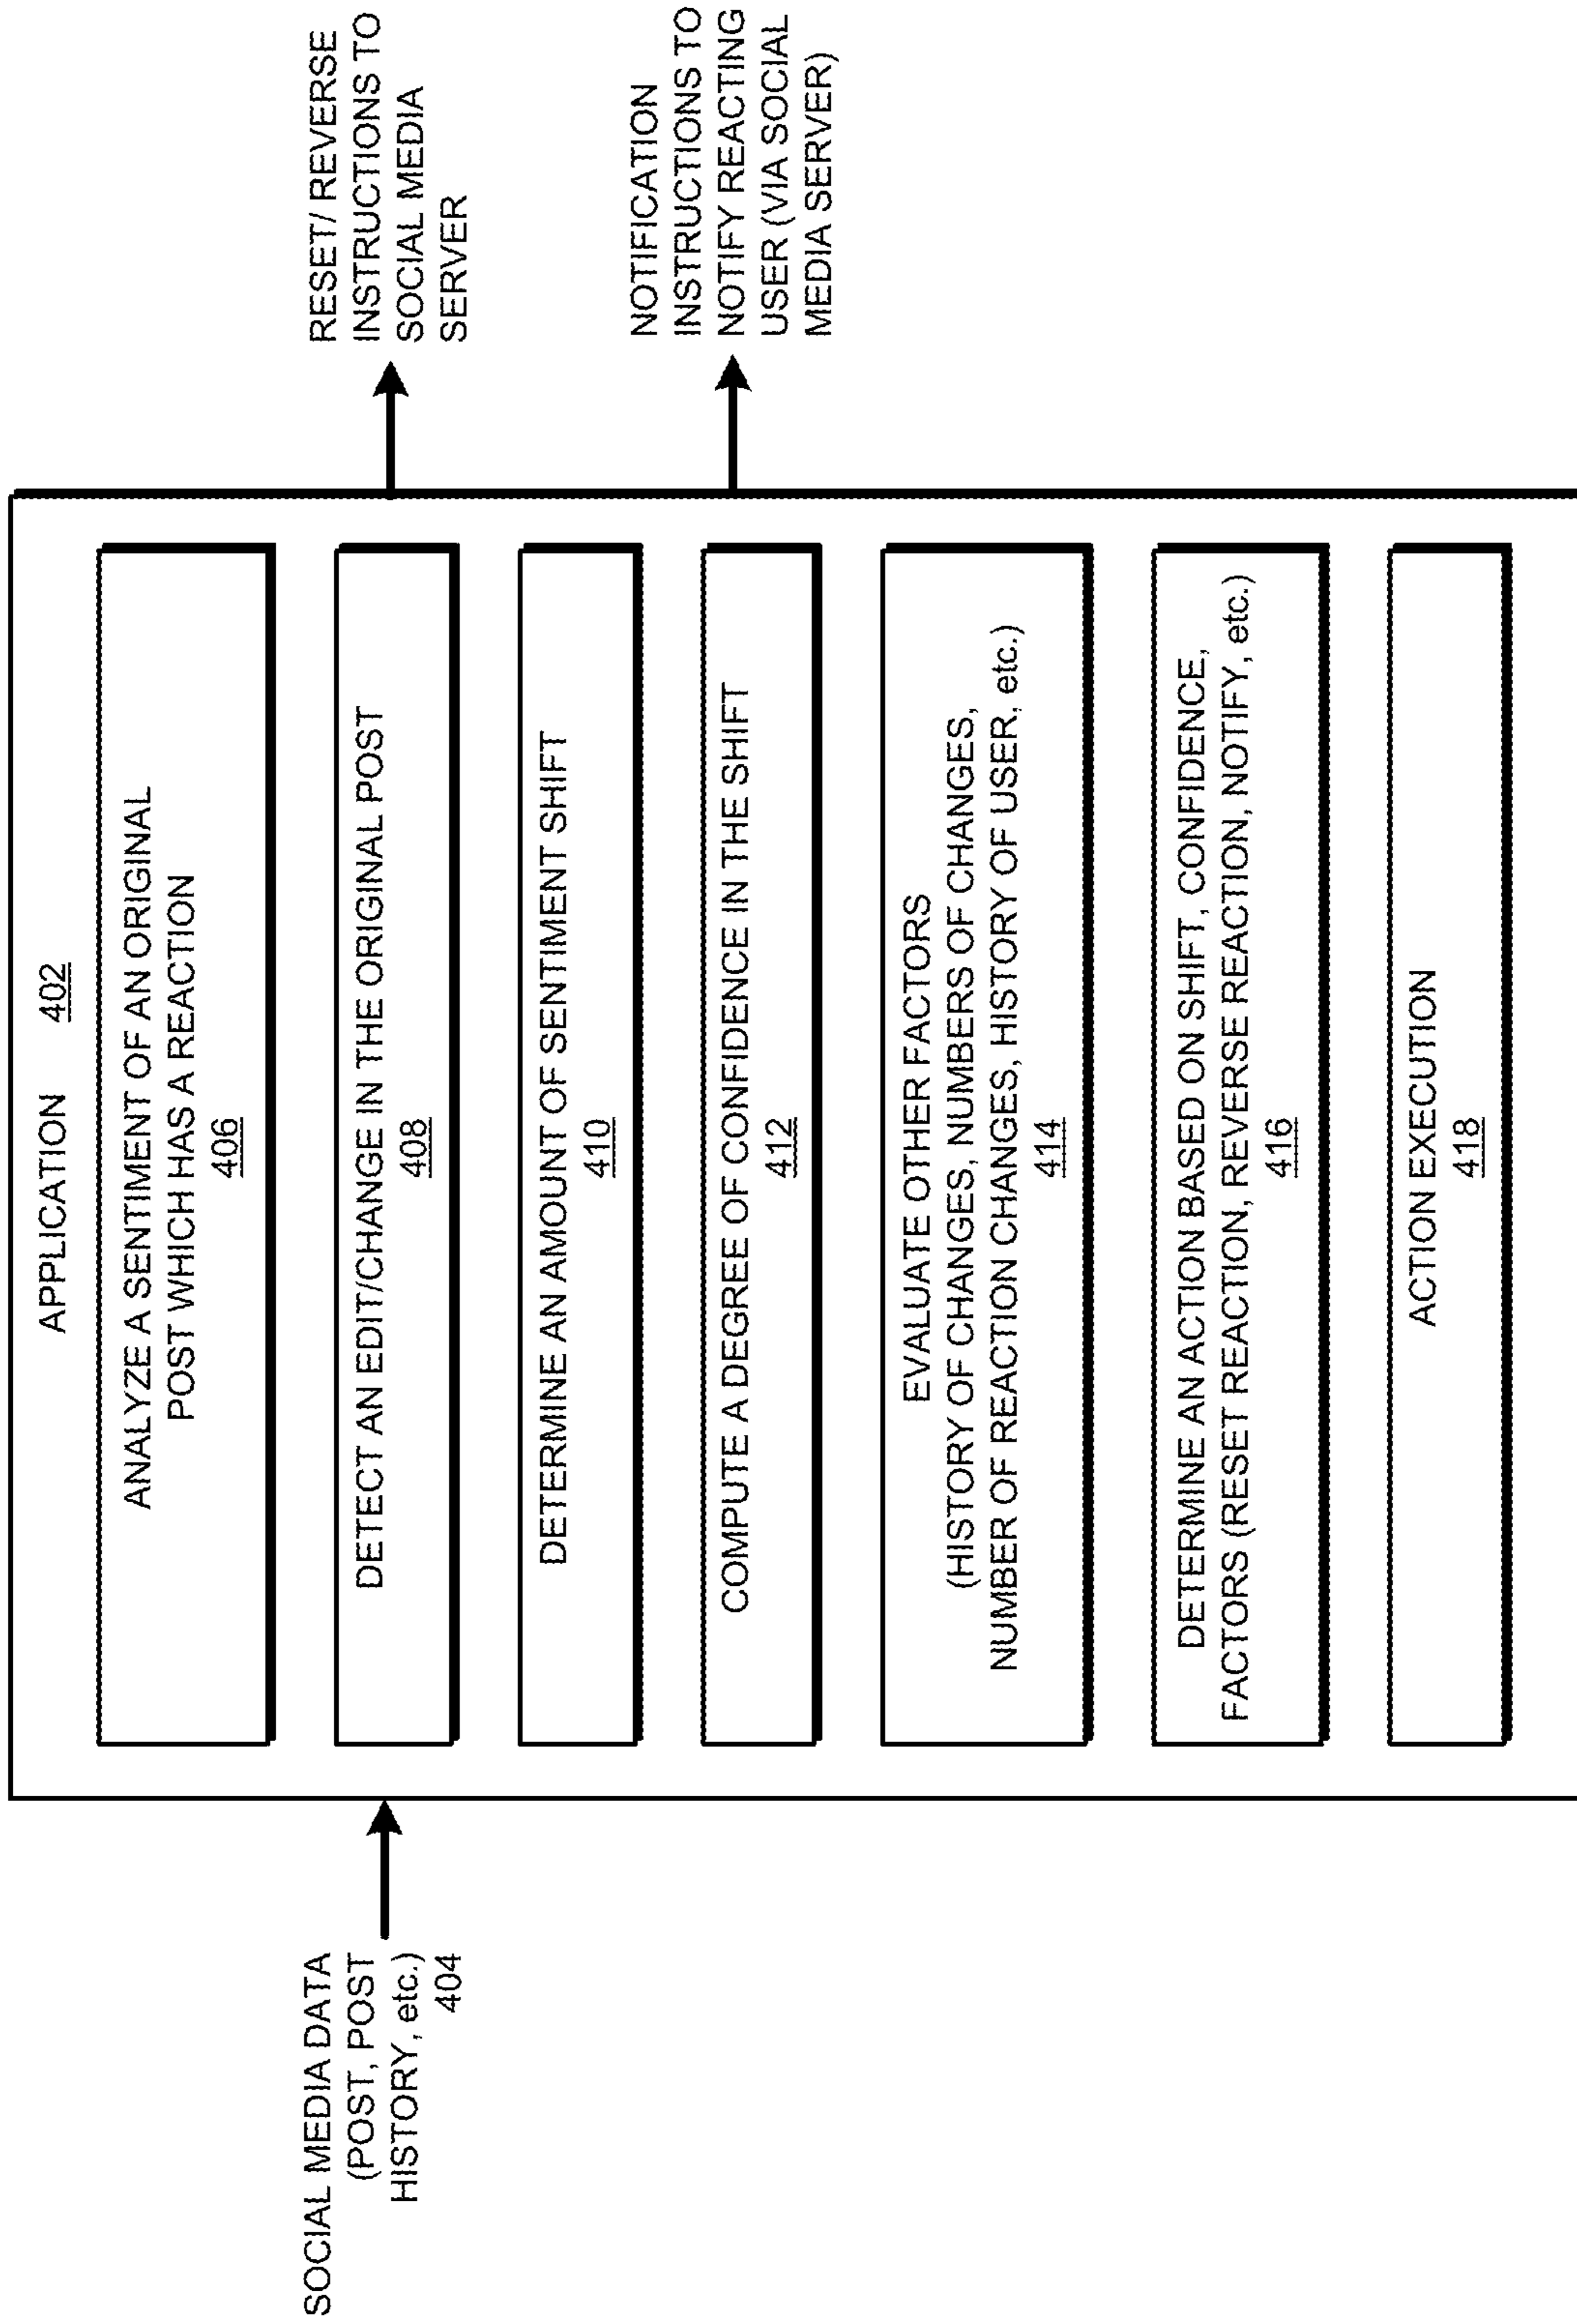 APPLICATION 402
SOCIAL MEDIA DATA
(POST, POST
HISTORY, etc.)
404
ANALYZE A SENTIMENT OF AN ORIGINAL
POST WHICH HAS A REACTION
406
DETECT AN EDIT/CHANGE IN THE ORIGINAL POST
408
DETERMINE AN AMOUNT OF SENTIMENT SHIFT
410
COMPUTE A DEGREE OF CONFIDENCE IN THE SHIFT
412
EVALUATE OTHER FACTORS
(HISTORY OF CHANGES, NUMBERS OF CHANGES,
NUMBER OF REACTION CHANGES, HISTORY OF USER, etc.)
414
DETERMINE AN ACTION BASED ON SHIFT, CONFIDENCE,
FACTORS (RESET REACTION, REVERSE REACTION, NOTIFY, etc.)
416
ACTION EXECUTION
418
RESET/ REVERSE
INSTRUCTIONS TO
SOCIAL MEDIA
SERVER
NOTIFICATION
INSTRUCTIONS TO
NOTIFY REACTING
USER (VIA SOCIAL
MEDIA SERVER)